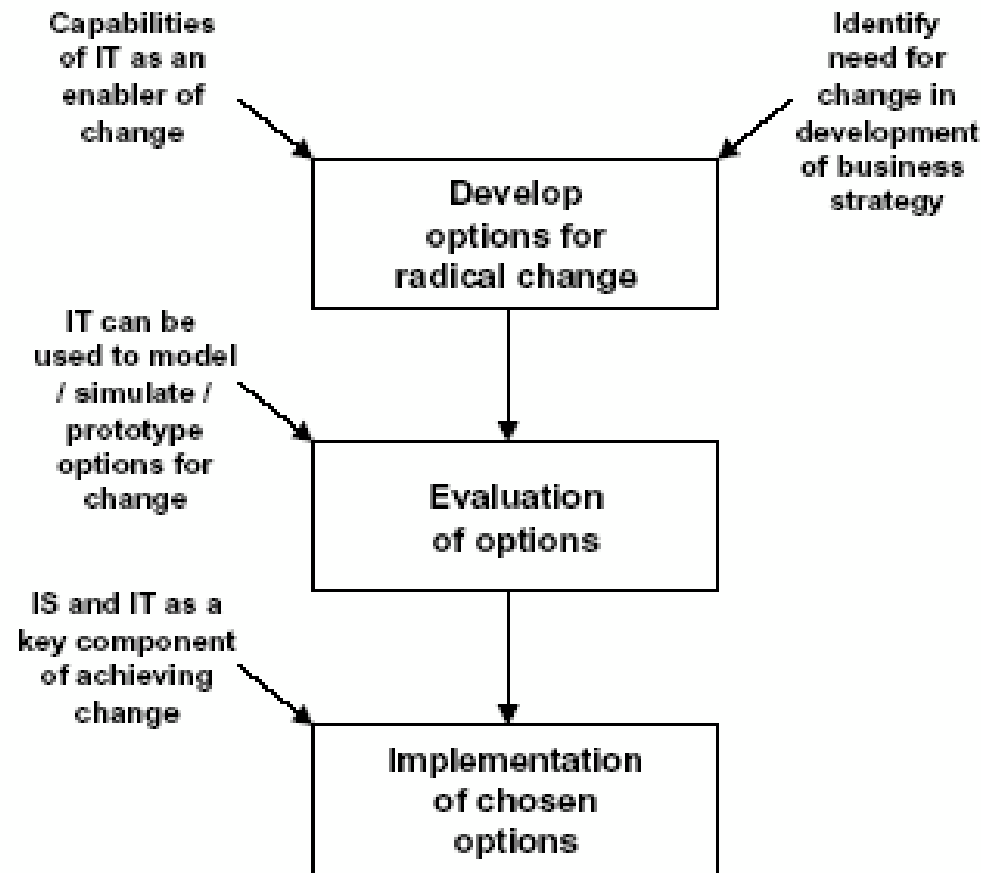 Capabilities
of IT as an
enabler of
change
Identify
need for
change in
development
of business
strategy
Develop
options for
radical change
IT can be
used to model
/ simulate /
prototype
options for
change
Evaluation
of options
IS and IT as a
key component
of achieving
change
Implementation
of chosen
options